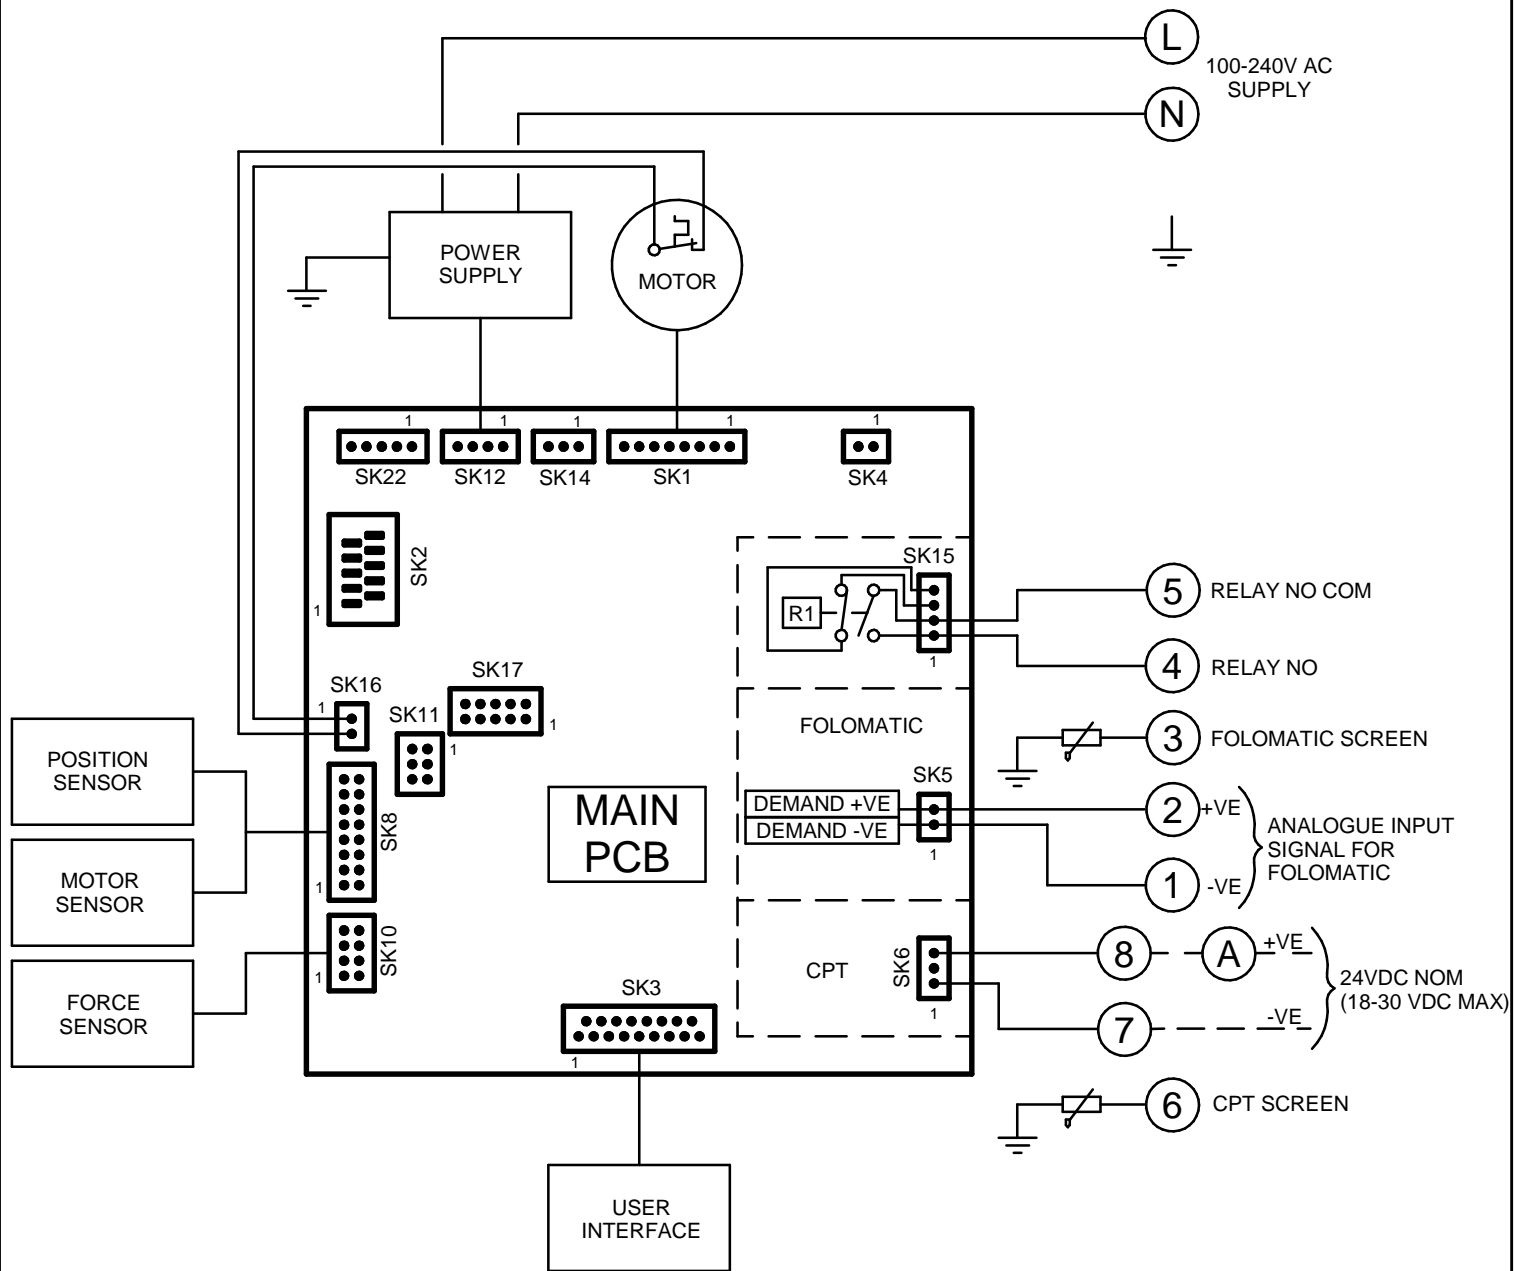 L
100-240V AC
SUPPLY
N
POWER
SUPPLY
MOTOR
1
1
1
1
1
SK22
SK12
SK14
SK1
SK4
SK2
1
SK15
R1
1
5
RELAY NO COM
4
RELAY NO
SK16
1
SK17
1
SK11
1
FOLOMATIC
3
FOLOMATIC SCREEN
POSITION
SENSOR
SK8
1
MAIN
PCB
SK5
DEMAND +VE
DEMAND -VE
1
2
+VE
1
-VE
ANALOGUE INPUT
SIGNAL FOR
FOLOMATIC
MOTOR
SENSOR
SK10
1
CPT
SK6
1
8
A
+VE
7
-VE
24VDC NOM
(18-30 VDC MAX)
FORCE
SENSOR
SK3
1
6
CPT SCREEN
USER
INTERFACE